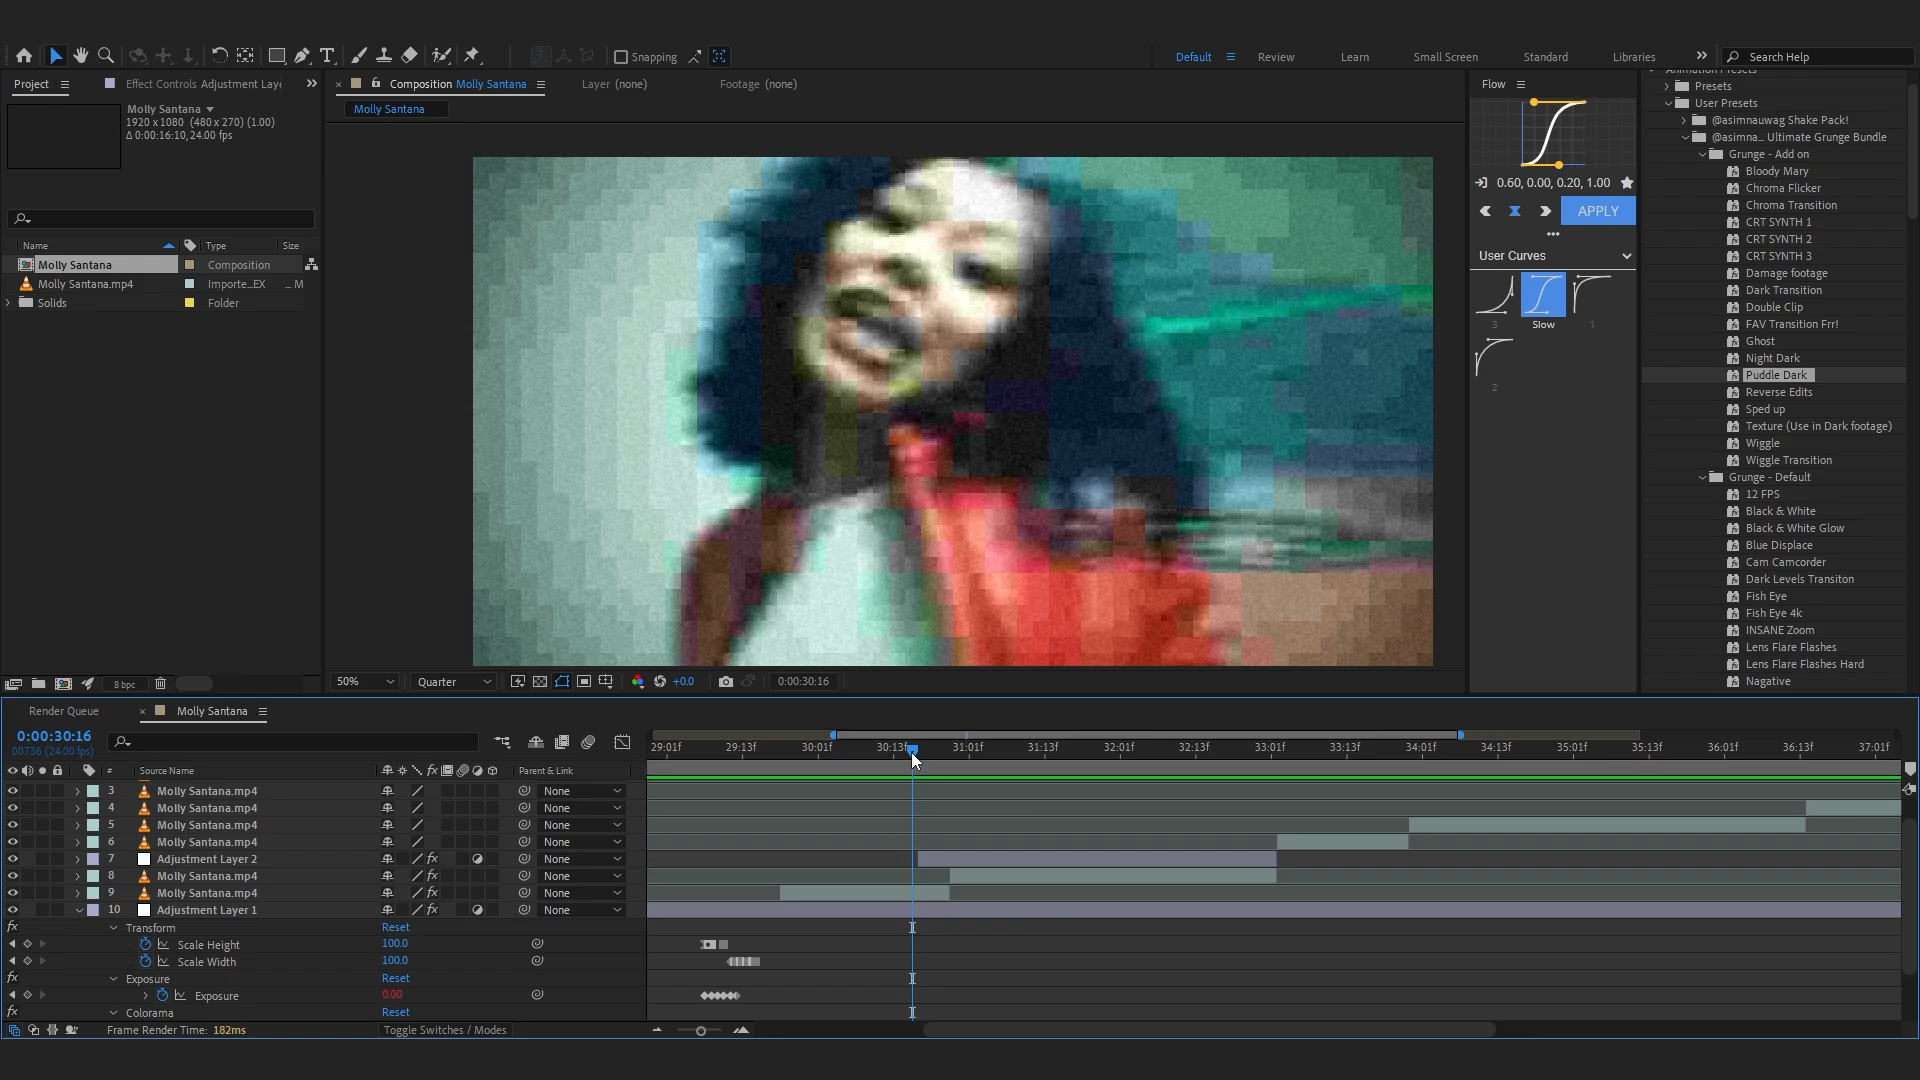 Snapping
Default
Review
Learn
Small Screen
Standard
Libraries
Search Help
Project
Effect Controls Adjustment Laye
Composition Molly Santana
Layer (none)
Footage (none)
Flow
Animation Presets
Molly Santana
1920 x 1080 (480 x 270) (1.00)
Δ 0:00:16:10, 24.00 fps
Molly Santana
Presets
User Presets
@asimnauwag Shake Pack!
@asimna... Ultimate Grunge Bundle
Grunge - Add on
Bloody Mary
Chroma Flicker
Chroma Transition
CRT SYNTH 1
CRT SYNTH 2
CRT SYNTH 3
Damage footage
Dark Transition
Double Clip
FAV Transition Frr!
Ghost
Night Dark
Puddle Dark
Reverse Edits
Sped up
Texture (Use in Dark footage)
Wiggle
Wiggle Transition
Grunge - Default
12 FPS
Black & White
Black & White Glow
Blue Displace
Cam Camcorder
Dark Levels Transiton
Fish Eye
Fish Eye 4k
INSANE Zoom
Lens Flare Flashes
Lens Flare Flashes Hard
Nagative
0.60, 0.00, 0.20, 1.00
APPLY
User Curves
3
Slow
1
2
Name
Type
Size
Molly Santana
Composition
Molly Santana.mp4
Importe...EX
... M
Solids
Folder
8 bpc
50%
Quarter
+0.0
0:00:30:16
Render Queue
Molly Santana
0:00:30:16
00736 (24.00 fps)
29:01f
29:13f
30:01f
30:13f
31:01f
31:13f
32:01f
32:13f
33:01f
33:13f
34:01f
34:13f
35:01f
35:13f
36:01f
36:13f
37:01f
#
Source Name
fx
Parent & Link
3 Molly Santana.mp4 None
4 Molly Santana.mp4 None
5 Molly Santana.mp4 None
6 Molly Santana.mp4 None
7 Adjustment Layer 2 fx None
8 Molly Santana.mp4 fx None
9 Molly Santana.mp4 fx None
10 Adjustment Layer 1 fx None
fx Transform Reset
Scale Height 100.0
Scale Width 100.0
fx Exposure Reset
Exposure 0.00
fx Colorama Reset
Frame Render Time: 182ms
Toggle Switches / Modes